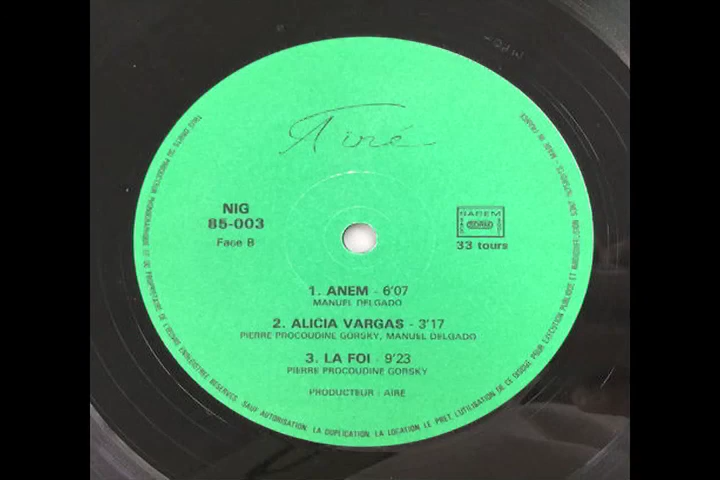 Airé
NIG
85-003
Face B
SACEM
SDRM
33 tours
1. ANEM - 6'07
MANUEL DELGADO
2. ALICIA VARGAS - 3'17
PIERRE PROCOUDINE GORSKY, MANUEL DELGADO
3. LA FOI - 9'23
PIERRE PROCOUDINE GORSKY
PRODUCTEUR : AIRÉ
TOUS DROITS DU PRODUCTEUR PHONOGRAPHIQUE ET DU PROPRIETAIRE DE L'OEUVRE ENREGISTREE RESERVES. SAUF AUTORISATION, LA DUPLICATION, LA LOCATION, LE PRET, L'UTILISATION DE CE DISQUE POUR EXECUTION PUBLIQUE ET RADIODIFFUSION SONT INTERDITS - MADE IN FRANCE